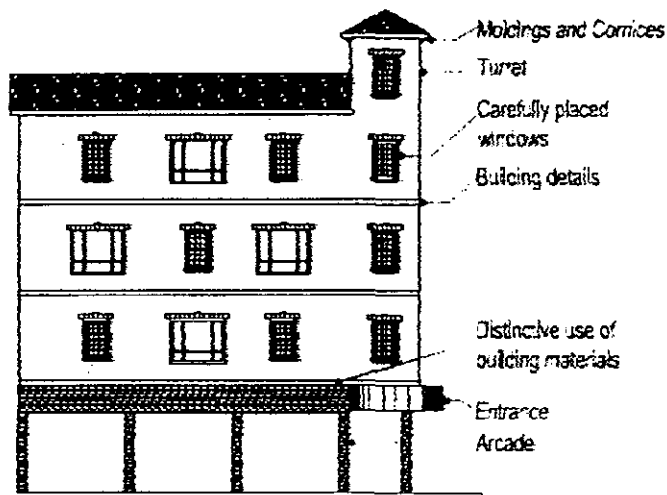 Moldings and Cornices
Turret
Carefully placed
windows
Building details
Distinctive use of
building materials
Entrance
Arcade